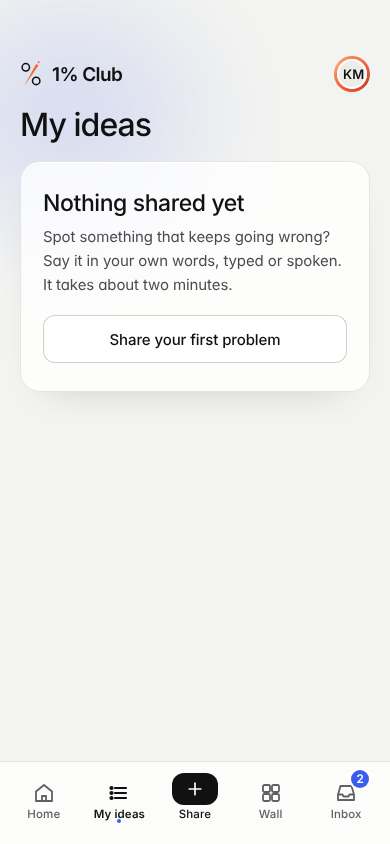 1% Club
KM
My ideas
Nothing shared yet
Spot something that keeps going wrong?
Say it in your own words, typed or spoken.
It takes about two minutes.
Share your first problem
2
Home
My ideas
Share
Wall
Inbox